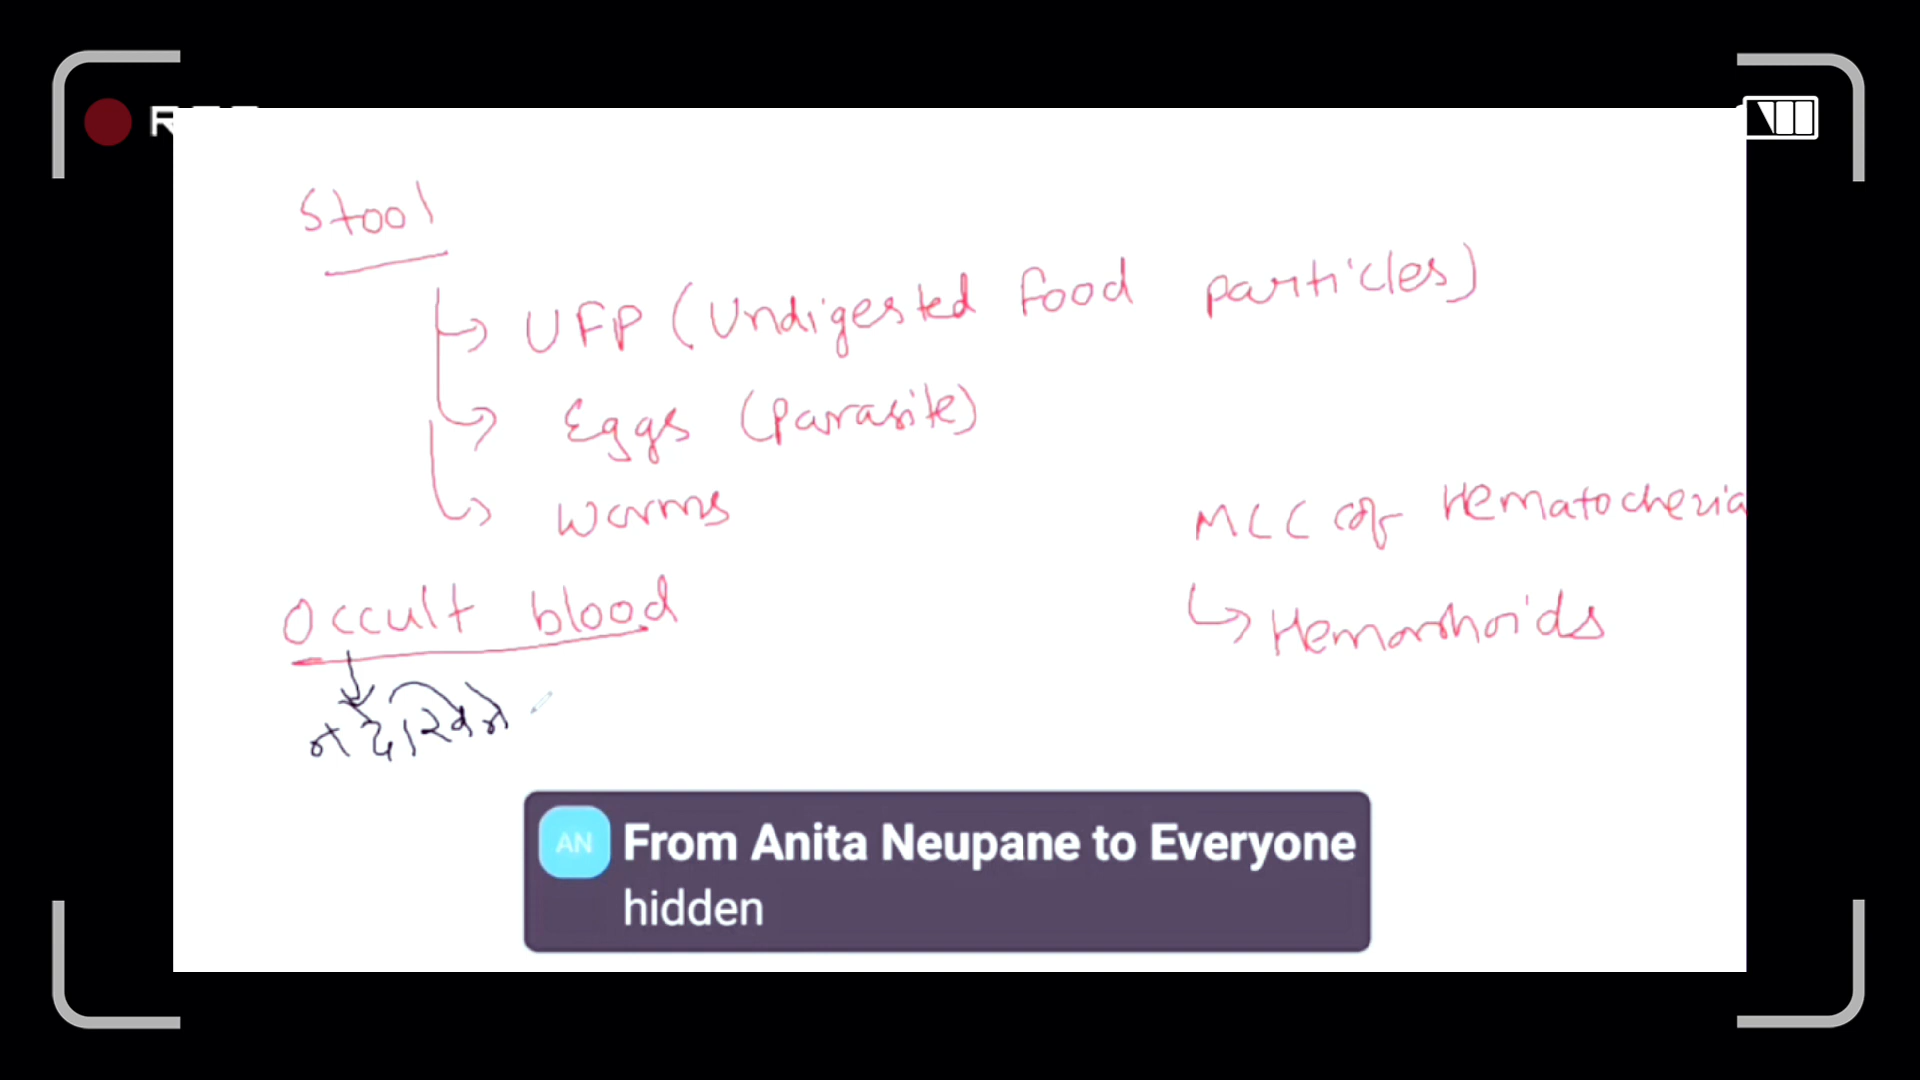 Stool
UFP (Undigested food particles)
Eggs (Parasite)
Worms
MCC of Hematochezia
Hemorrhoids
Occult blood
AN
From Anita Neupane to Everyone
hidden